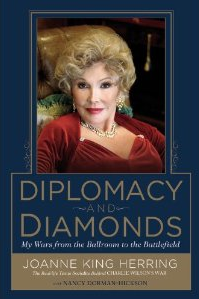 DIPLOMACY
AND
DIAMONDS
My Wars from the Ballroom to the Battlefield
JOANNE KING HERRING
The Real-life Texas Socialite Behind CHARLIE WILSON'S WAR
WITH NANCY DORMAN-HICKSON